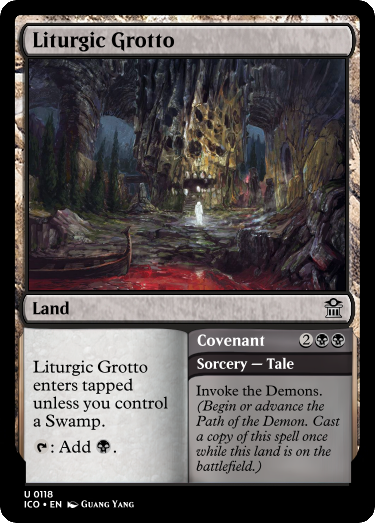 Liturgic Grotto
Land
Liturgic Grotto
enters tapped
unless you control
a Swamp.
: Add .
Covenant 2
Sorcery — Tale
Invoke the Demons.
(Begin or advance the
Path of the Demon. Cast
a copy of this spell once
while this land is on the
battlefield.)
U 0118
ICO • EN Guang Yang